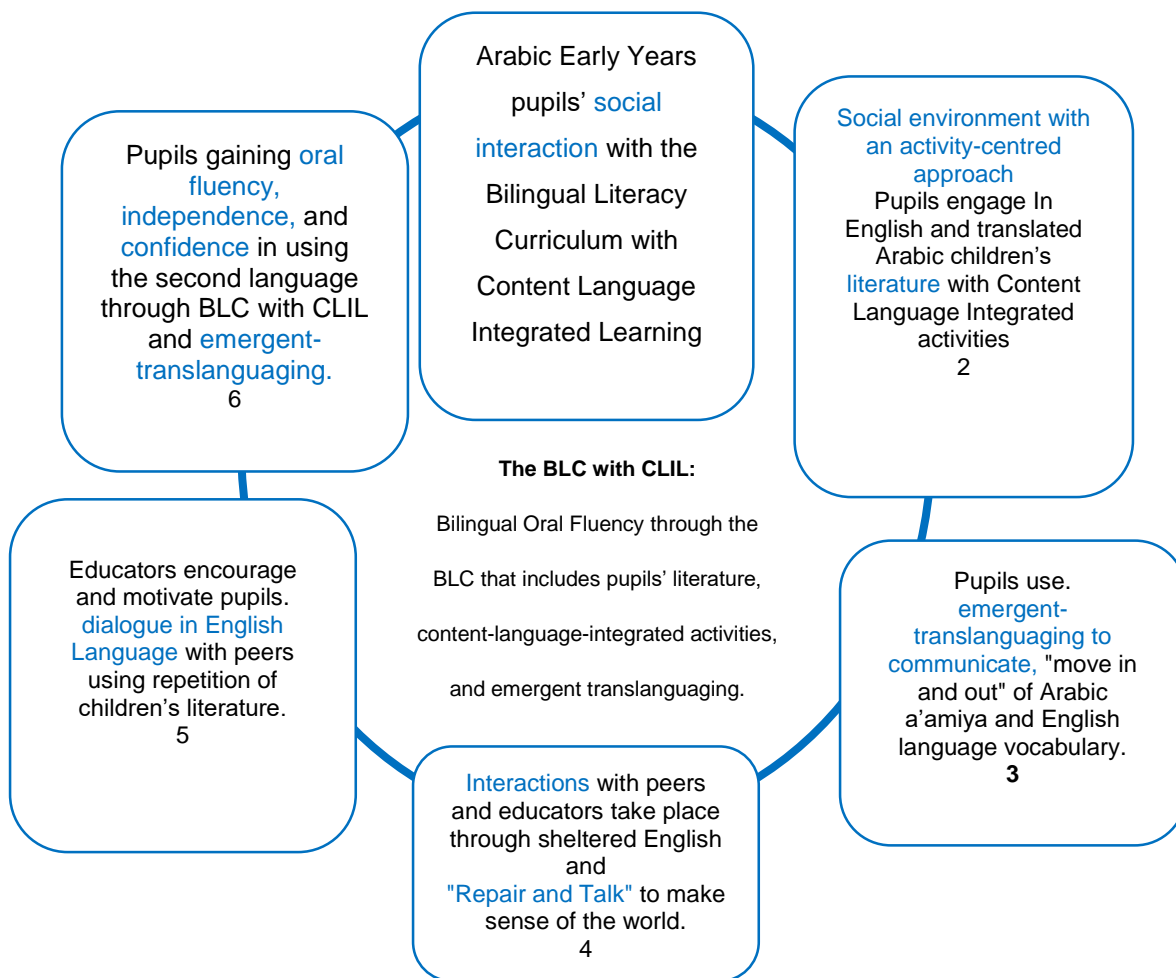 Arabic Early Years
pupils' social
interaction with the
Bilingual Literacy
Curriculum with
Content Language
Integrated Learning
Social environment with
an activity-centred
approach
Pupils engage In
English and translated
Arabic children's
literature with Content
Language Integrated
activities
2
Pupils use.
emergent-
translanguaging to
communicate, "move in
and out" of Arabic
a'amiya and English
language vocabulary.
3
Interactions with peers
and educators take place
through sheltered English
and
"Repair and Talk" to make
sense of the world.
4
Educators encourage
and motivate pupils.
dialogue in English
Language with peers
using repetition of
children's literature.
5
Pupils gaining oral
fluency,
independence, and
confidence in using
the second language
through BLC with CLIL
and emergent-
translanguaging.
6
The BLC with CLIL:
Bilingual Oral Fluency through the
BLC that includes pupils' literature,
content-language-integrated activities,
and emergent translanguaging.